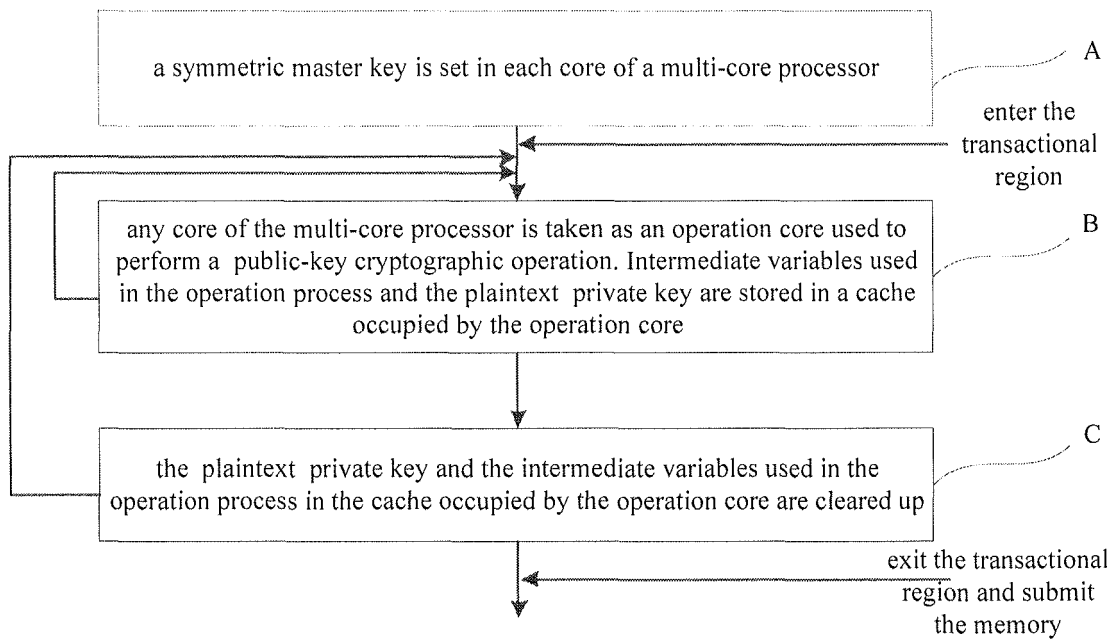 a symmetric master key is set in each core of a multi-core processor
A
enter the
transactional
region
any core of the multi-core processor is taken as an operation core used to
perform a public-key cryptographic operation. Intermediate variables used
in the operation process and the plaintext private key are stored in a cache
occupied by the operation core
B
the plaintext private key and the intermediate variables used in the
operation process in the cache occupied by the operation core are cleared up
C
exit the transactional
region and submit
the memory